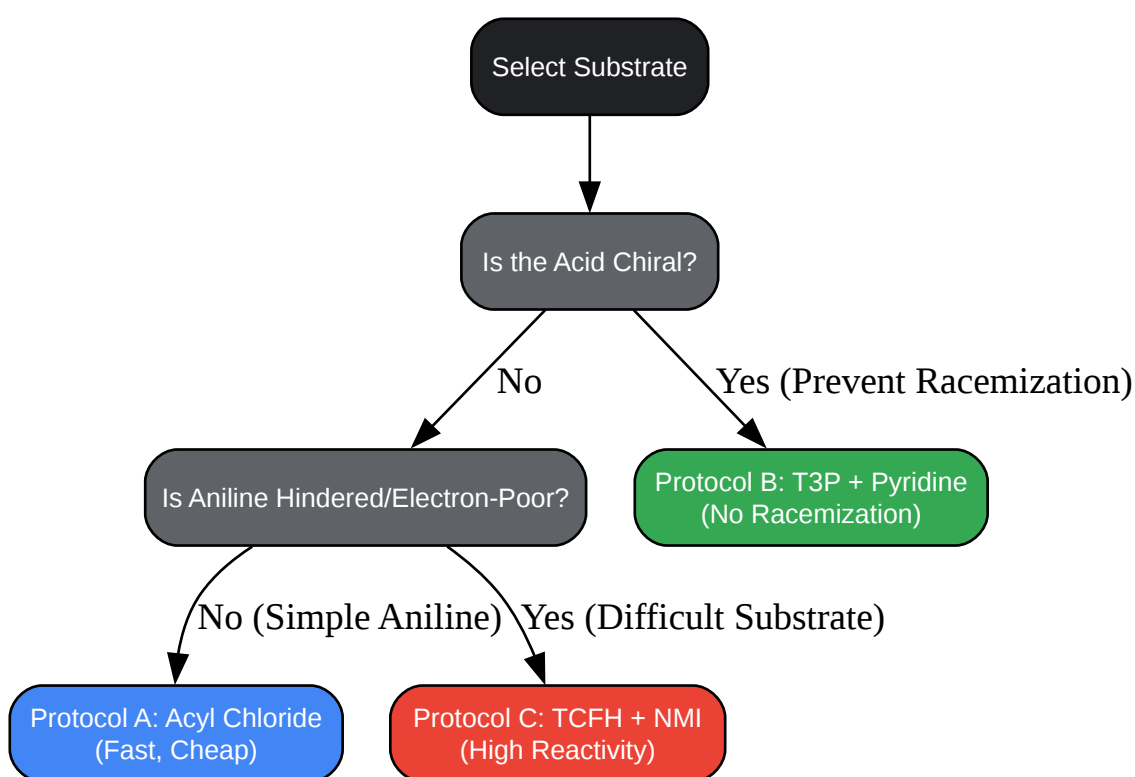 Select Substrate
Is the Acid Chiral?
No
Yes (Prevent Racemization)
Is Aniline Hindered/Electron-Poor?
Protocol B: T3P + Pyridine
(No Racemization)
No (Simple Aniline)
Yes (Difficult Substrate)
Protocol A: Acyl Chloride
(Fast, Cheap)
Protocol C: TCFH + NMI
(High Reactivity)